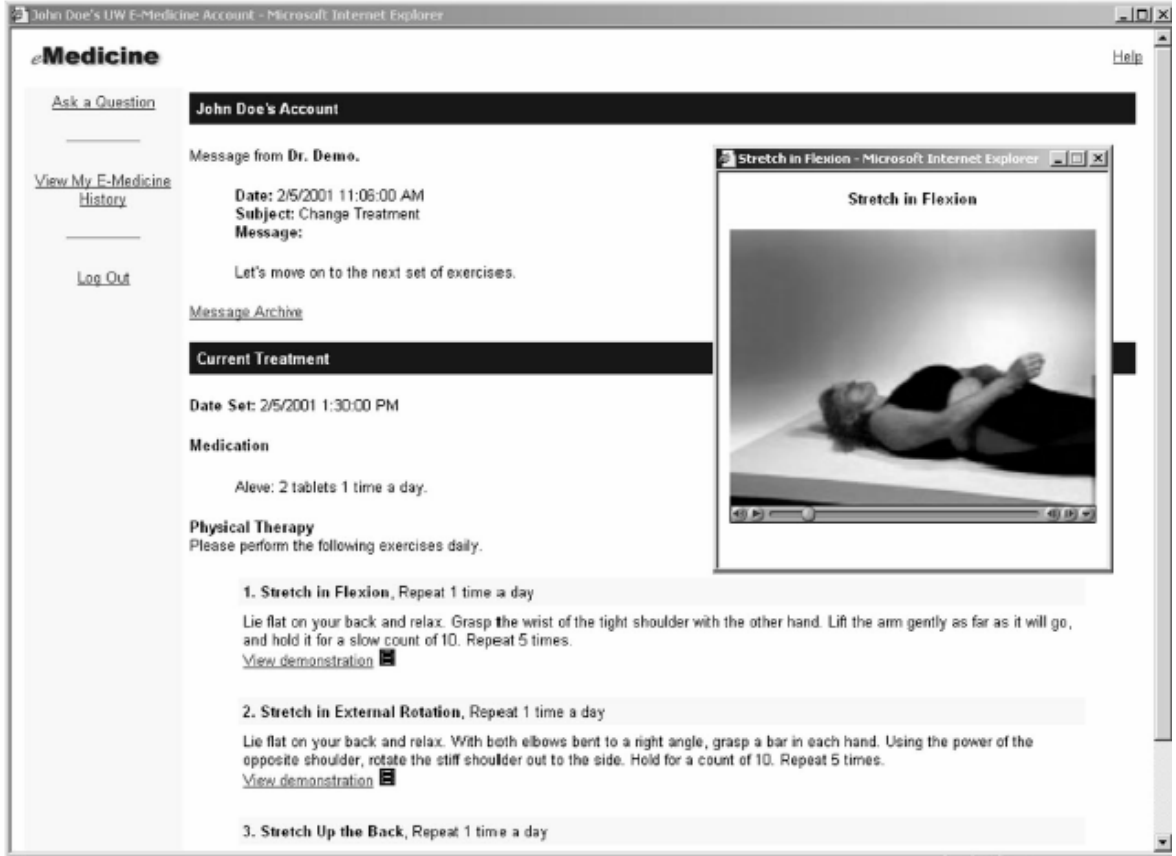 John Doe's UW E-Medicine Account - Microsoft Internet Explorer
eMedicine
Help
Ask a Question
View My E-Medicine
History
Log Out
John Doe's Account
Message from Dr. Demo.
Date: 2/5/2001 11:06:00 AM
Subject: Change Treatment
Message:
Let's move on to the next set of exercises.
Message Archive
Stretch in Flexion - Microsoft Internet Explorer
Stretch in Flexion
Current Treatment
Date Set: 2/5/2001 1:30:00 PM
Medication
Aleve: 2 tablets 1 time a day.
Physical Therapy
Please perform the following exercises daily.
1. Stretch in Flexion, Repeat 1 time a day
Lie flat on your back and relax. Grasp the wrist of the tight shoulder with the other hand. Lift the arm gently as far as it will go,
and hold it for a slow count of 10. Repeat 5 times.
View demonstration
2. Stretch in External Rotation, Repeat 1 time a day
Lie flat on your back and relax. With both elbows bent to a right angle, grasp a bar in each hand. Using the power of the
opposite shoulder, rotate the stiff shoulder out to the side. Hold for a count of 10. Repeat 5 times.
View demonstration
3. Stretch Up the Back, Repeat 1 time a day